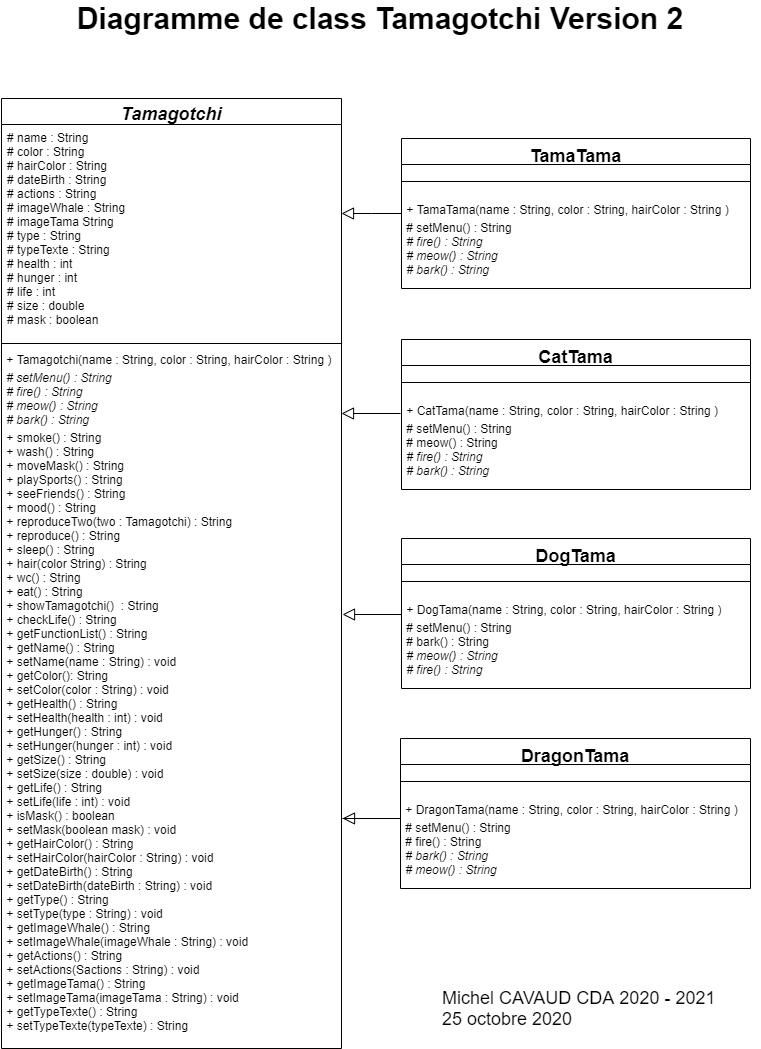 Diagramme de class Tamagotchi Version 2
Tamagotchi
# name : String
# color : String
# hairColor : String
# dateBirth : String
# actions : String
# imageWhale : String
# imageTama String
# type : String
# typeTexte : String
# health : int
# hunger : int
# life : int
# size : double
# mask : boolean
+ Tamagotchi(name : String, color : String, hairColor : String )
# setMenu() : String
# fire() : String
# meow() : String
# bark() : String
+ smoke() : String
+ wash() : String
+ moveMask() : String
+ playSports() : String
+ seeFriends() : String
+ mood() : String
+ reproduceTwo(two : Tamagotchi) : String
+ reproduce() : String
+ sleep() : String
+ hair(color String) : String
+ wc() : String
+ eat() : String
+ showTamagotchi()  : String
+ checkLife() : String
+ getFunctionList() : String
+ getName() : String
+ setName(name : String) : void
+ getColor(): String
+ setColor(color : String) : void
+ getHealth() : String
+ setHealth(health : int) : void
+ getHunger() : String
+ setHunger(hunger : int) : void
+ getSize() : String
+ setSize(size : double) : void
+ getLife() : String
+ setLife(life : int) : void
+ isMask() : boolean
+ setMask(boolean mask) : void
+ getHairColor() : String
+ setHairColor(hairColor : String) : void
+ getDateBirth() : String
+ setDateBirth(dateBirth : String) : void
+ getType() : String
+ setType(type : String) : void
+ getImageWhale() : String
+ setImageWhale(imageWhale : String) : void
+ getActions() : String
+ setActions(Sactions : String) : void
+ getImageTama() : String
+ setImageTama(imageTama : String) : void
+ getTypeTexte() : String
+ setTypeTexte(typeTexte) : String
TamaTama
+ TamaTama(name : String, color : String, hairColor : String )
# setMenu() : String
# fire() : String
# meow() : String
# bark() : String
CatTama
+ CatTama(name : String, color : String, hairColor : String )
# setMenu() : String
# meow() : String
# fire() : String
# bark() : String
DogTama
+ DogTama(name : String, color : String, hairColor : String )
# setMenu() : String
# bark() : String
# meow() : String
# fire() : String
DragonTama
+ DragonTama(name : String, color : String, hairColor : String )
# setMenu() : String
# fire() : String
# bark() : String
# meow() : String
Michel CAVAUD CDA 2020 - 2021
25 octobre 2020